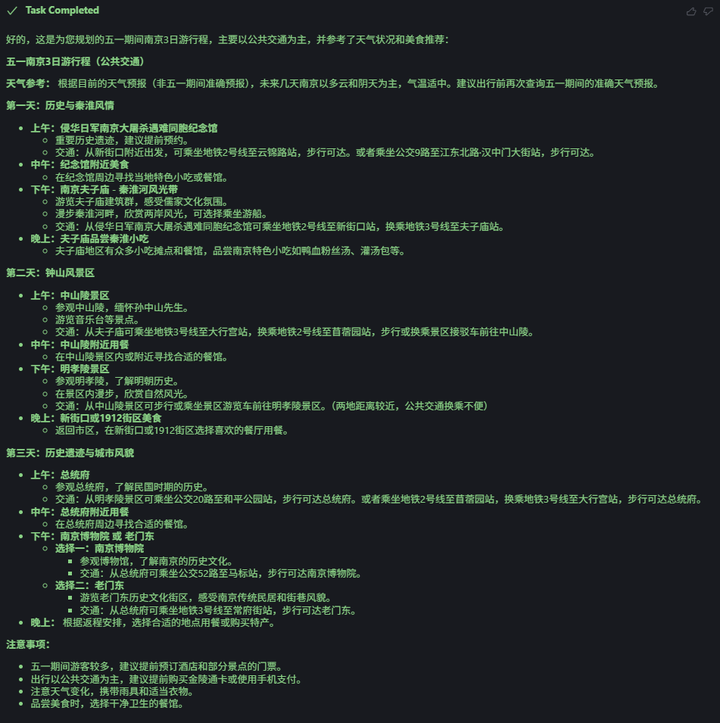 Task Completed
好的，这是为您规划的五一期间南京3日游行程，主要以公共交通为主，并参考了天气状况和美食推荐：
五一南京3日游行程（公共交通）
天气参考： 根据目前的天气预报（非五一期间准确预报），未来几天南京以多云和阴天为主，气温适中。建议出行前再次查询五一期间的准确天气预报。
第一天：历史与秦淮风情
• 上午：侵华日军南京大屠杀遇难同胞纪念馆
○ 重要历史遗迹，建议提前预约。
○ 交通：从新街口附近出发，可乘坐地铁2号线至云锦路站，步行可达。或者乘坐公交9路至江东北路·汉中门大街站，步行可达。
• 中午：纪念馆附近美食
○ 在纪念馆周边寻找当地特色小吃或餐馆。
• 下午：南京夫子庙 - 秦淮河风光带
○ 游览夫子庙建筑群，感受儒家文化氛围。
○ 漫步秦淮河畔，欣赏两岸风光，可选择乘坐游船。
○ 交通：从侵华日军南京大屠杀遇难同胞纪念馆可乘坐地铁2号线至新街口站，换乘地铁3号线至夫子庙站。
• 晚上：夫子庙品尝秦淮小吃
○ 夫子庙地区有众多小吃摊点和餐馆，品尝南京特色小吃如鸭血粉丝汤、灌汤包等。
第二天：钟山风景区
• 上午：中山陵景区
○ 参观中山陵，缅怀孙中山先生。
○ 游览音乐台等景点。
○ 交通：从夫子庙可乘坐地铁3号线至大行宫站，换乘地铁2号线至苜蓿园站，步行或换乘景区接驳车前往中山陵。
• 中午：中山陵附近用餐
○ 在中山陵景区内或附近寻找合适的餐馆。
• 下午：明孝陵景区
○ 参观明孝陵，了解明朝历史。
○ 在景区内漫步，欣赏自然风光。
○ 交通：从中山陵景区可步行或乘坐景区游览车前往明孝陵景区。（两地距离较近，公共交通换乘不便）
• 晚上：新街口或1912街区美食
○ 返回市区，在新街口或1912街区选择喜欢的餐厅用餐。
第三天：历史遗迹与城市风貌
• 上午：总统府
○ 参观总统府，了解民国时期的历史。
○ 交通：从明孝陵景区可乘坐公交20路至和平公园站，步行可达总统府。或者乘坐地铁2号线至苜蓿园站，换乘地铁3号线至大行宫站，步行可达总统府。
• 中午：总统府附近用餐
○ 在总统府周边寻找合适的餐馆。
• 下午：南京博物院 或 老门东
○ 选择一：南京博物院
▪ 参观博物馆，了解南京的历史文化。
▪ 交通：从总统府可乘坐公交52路至马标站，步行可达南京博物院。
○ 选择二：老门东
▪ 游览老门东历史文化街区，感受南京传统民居和街巷风貌。
▪ 交通：从总统府可乘坐地铁3号线至常府街站，步行可达老门东。
• 晚上： 根据返程安排，选择合适的地点用餐或购买特产。
注意事项：
• 五一期间游客较多，建议提前预订酒店和部分景点的门票。
• 出行以公共交通为主，建议提前购买金陵通卡或使用手机支付。
• 注意天气变化，携带雨具和适当衣物。
• 品尝美食时，选择干净卫生的餐馆。